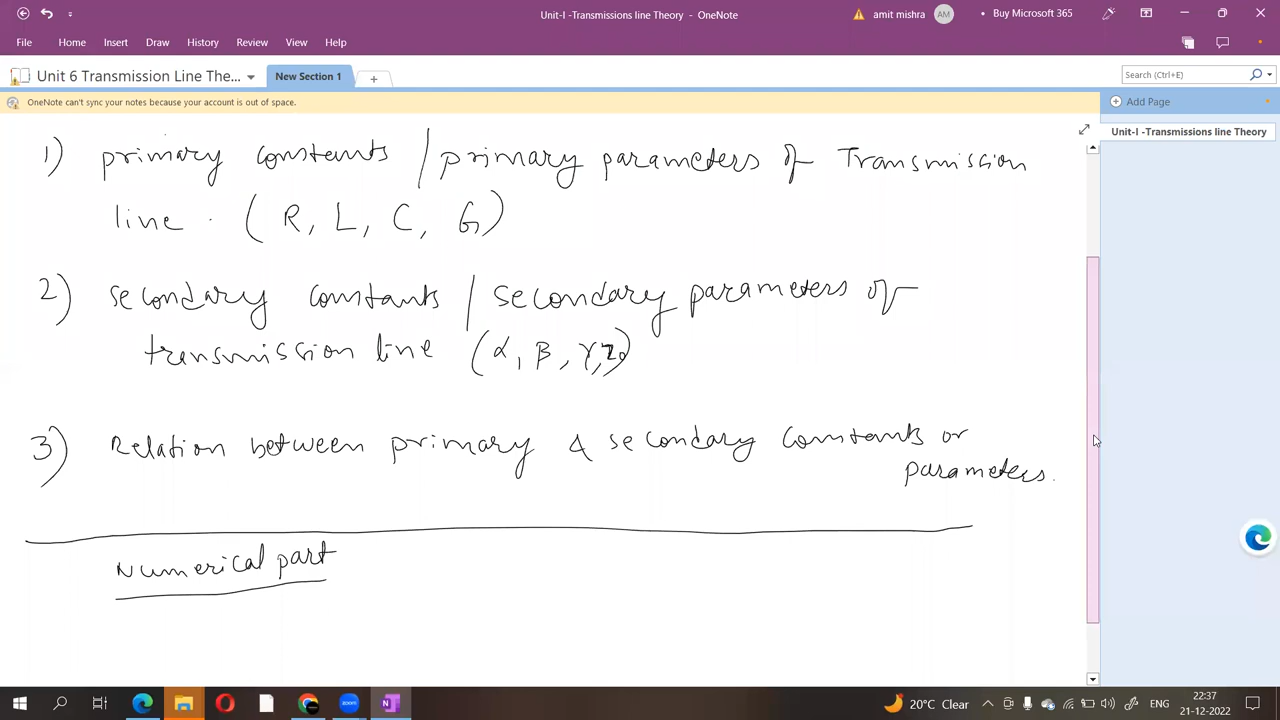 Unit-I -Transmissions line Theory - OneNote
amit mishra
AM
Buy Microsoft 365
File Home Insert Draw History Review View Help
Unit 6 Transmission Line The...
New Section 1
+
Search (Ctrl+E)
OneNote can't sync your notes because your account is out of space.
Add Page
Unit-I -Transmissions line Theory
1) primary constants / primary parameters of Transmission
line . ( R, L, C, G )
2) secondary constants / secondary parameters of
transmission line ( α, β, γ, Z0 )
3) Relation between primary & secondary constants or
parameters.
Numerical part
20°C Clear
ENG
22:37
21-12-2022
zoom
N